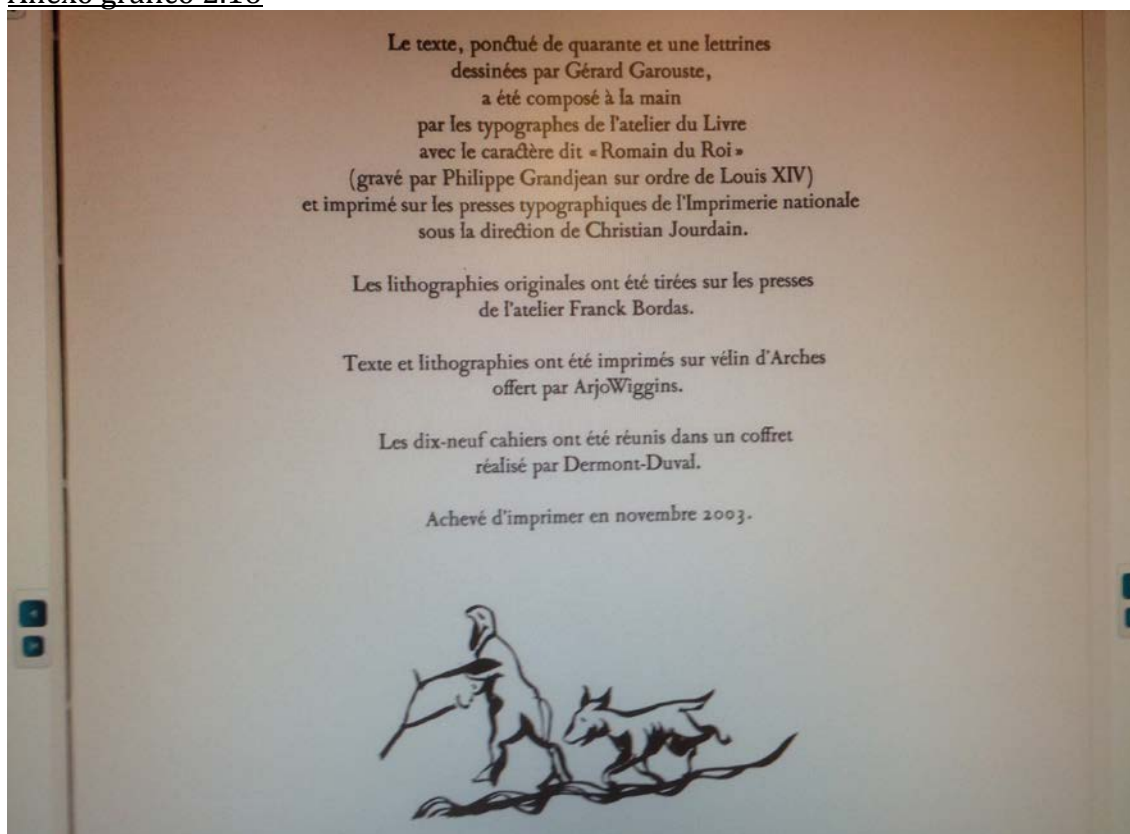 Anexo gráfico 2.18
Le texte, ponctué de quarante et une lettrines
dessinées par Gérard Garouste,
a été composé à la main
par les typographes de l'atelier du Livre
avec le caractère dit « Romain du Roi »
(gravé par Philippe Grandjean sur ordre de Louis XIV)
et imprimé sur les presses typographiques de l'Imprimerie nationale
sous la direction de Christian Jourdain.
Les lithographies originales ont été tirées sur les presses
de l'atelier Franck Bordas.
Texte et lithographies ont été imprimés sur vélin d'Arches
offert par ArjoWiggins.
Les dix-neuf cahiers ont été réunis dans un coffret
réalisé par Dermont-Duval.
Achevé d'imprimer en novembre 2003.